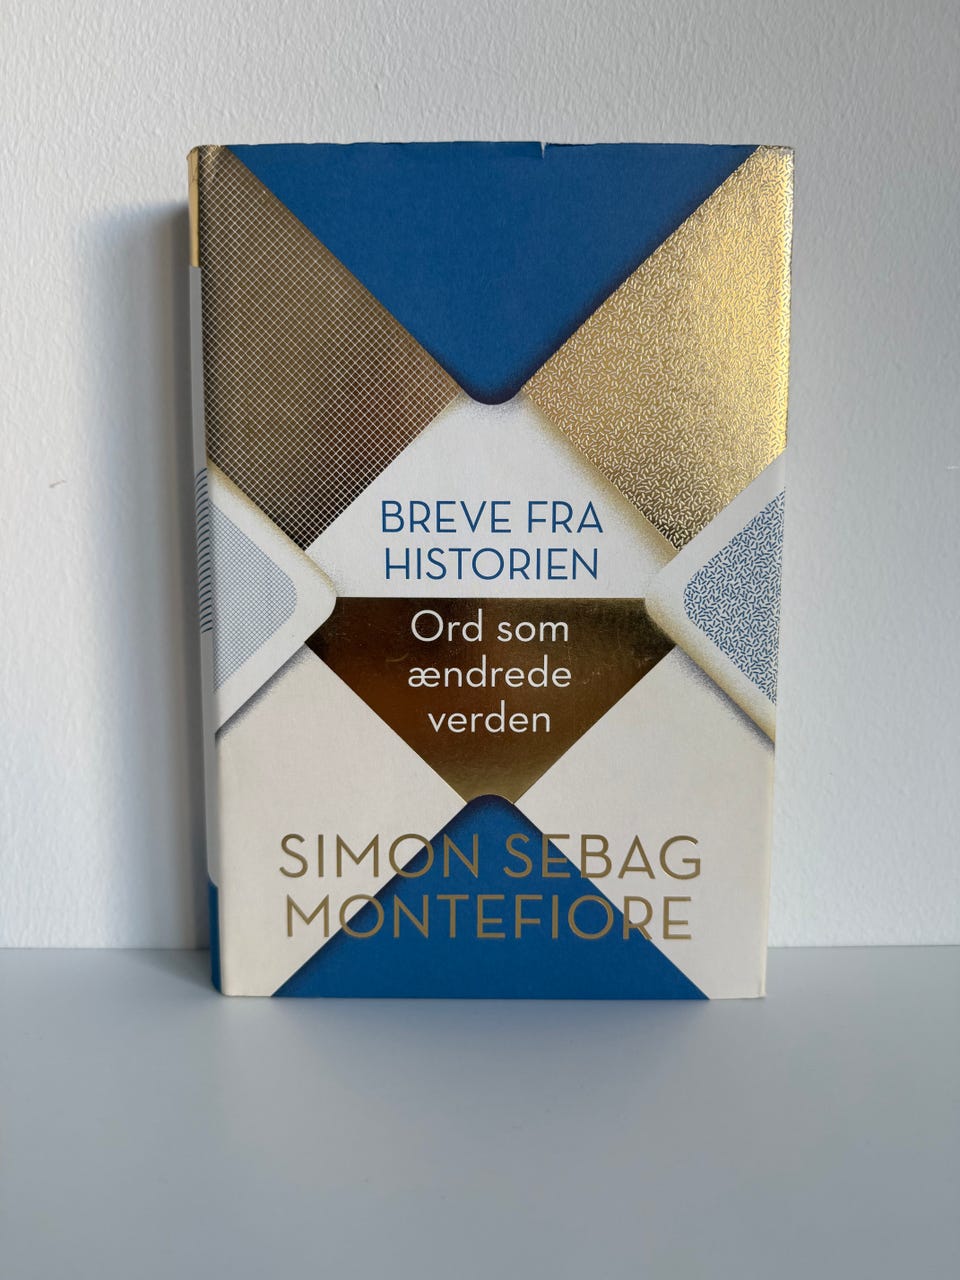 BREVE FRA
HISTORIEN
Ord som
ændrede
verden
SIMON SEBAG
MONTEFIORE